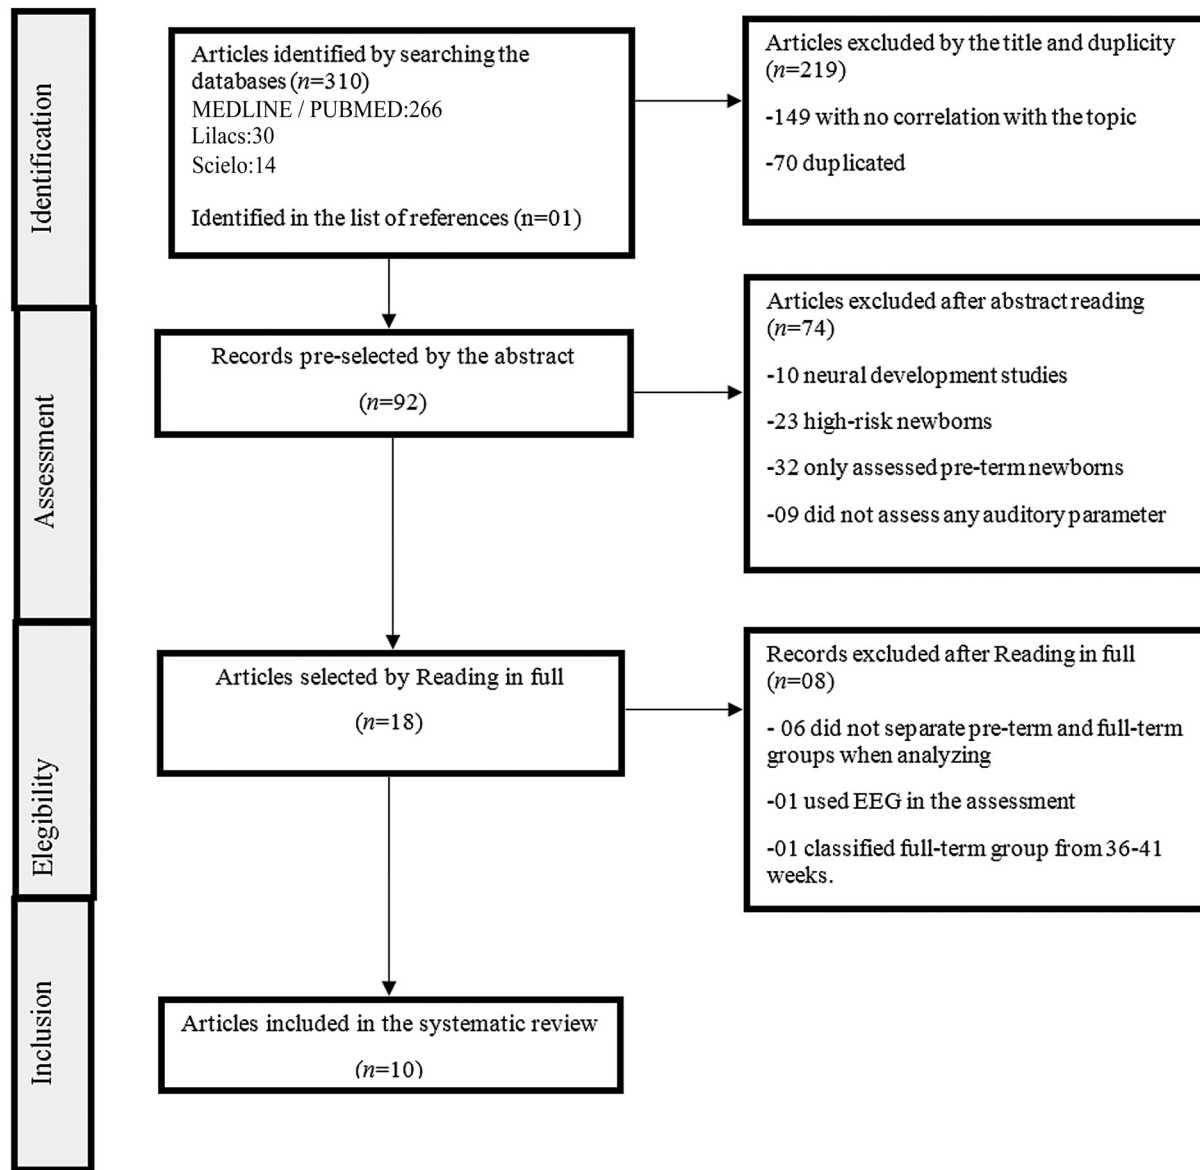 Identification
Articles identified by searching the
databases (n=310)
MEDLINE / PUBMED:266
Lilacs:30
Scielo:14
Identified in the list of references (n=01)
Articles excluded by the title and duplicity
(n=219)
-149 with no correlation with the topic
-70 duplicated
Assessment
Records pre-selected by the abstract
(n=92)
Articles excluded after abstract reading
(n=74)
-10 neural development studies
-23 high-risk newborns
-32 only assessed pre-term newborns
-09 did not assess any auditory parameter
Elegibility
Articles selected by Reading in full
(n=18)
Records excluded after Reading in full
(n=08)
- 06 did not separate pre-term and full-term
groups when analyzing
-01 used EEG in the assessment
-01 classified full-term group from 36-41
weeks.
Inclusion
Articles included in the systematic review
(n=10)